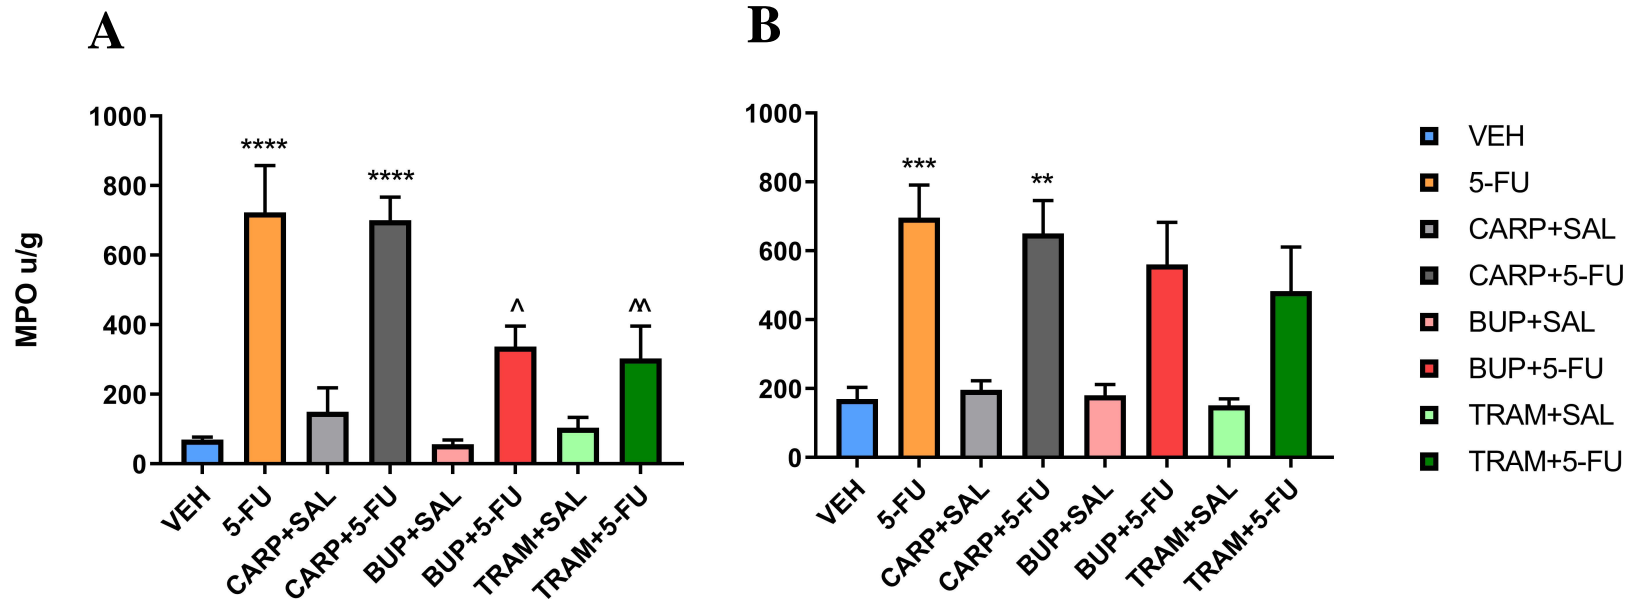 A
MPO u/g
1000
800
600
400
200
0
****
****
^
^^
VEH
5-FU
CARP+SAL
CARP+5-FU
BUP+SAL
BUP+5-FU
TRAM+SAL
TRAM+5-FU
B
1000
800
600
400
200
0
***
**
VEH
5-FU
CARP+SAL
CARP+5-FU
BUP+SAL
BUP+5-FU
TRAM+SAL
TRAM+5-FU
VEH
5-FU
CARP+SAL
CARP+5-FU
BUP+SAL
BUP+5-FU
TRAM+SAL
TRAM+5-FU